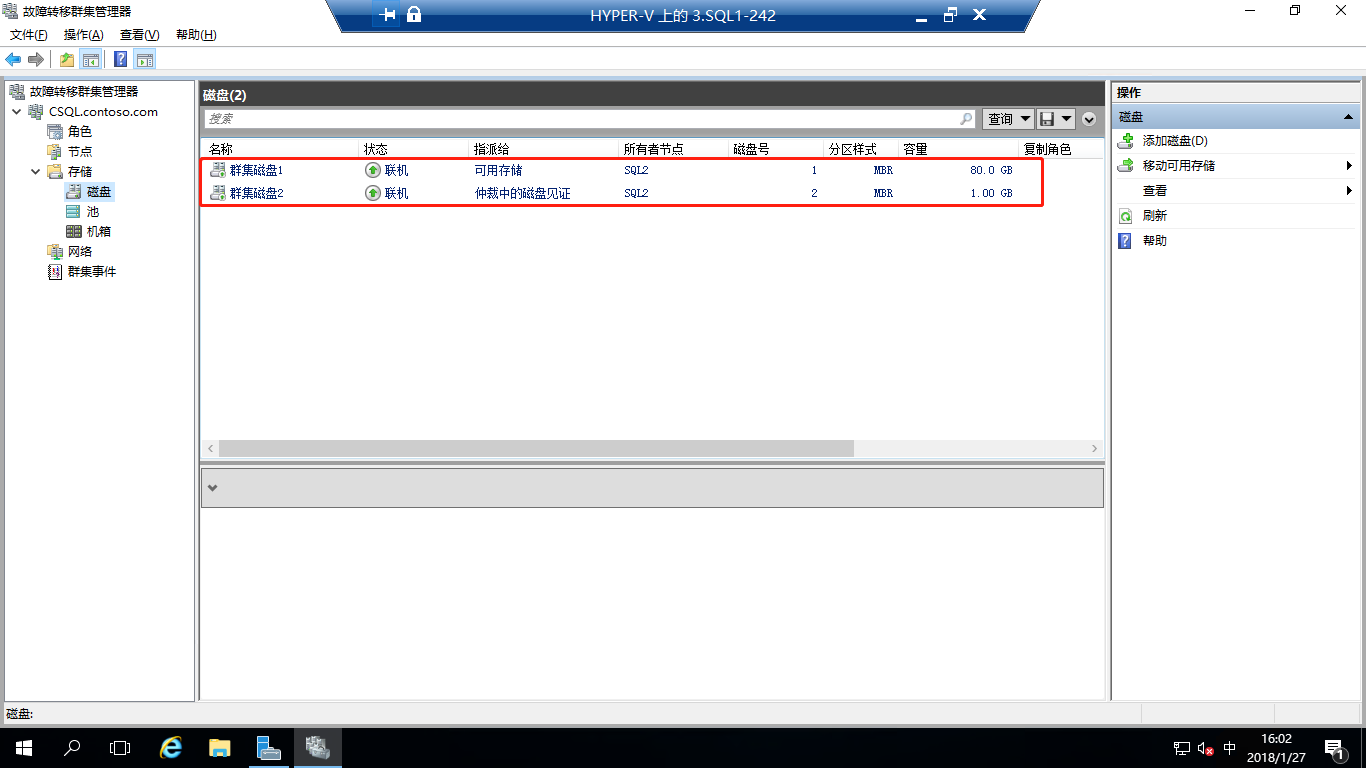 故障转移群集管理器
HYPER-V 上的 3.SQL1-242
文件(F) 操作(A) 查看(V) 帮助(H)
故障转移群集管理器
CSQL.contoso.com
角色
节点
存储
磁盘
池
机箱
网络
群集事件
磁盘(2)
搜索
查询
名称 状态 指派给 所有者节点 磁盘号 分区样式 容量 复制角色
群集磁盘1 联机 可用存储 SQL2 1 MBR 80.0 GB
群集磁盘2 联机 仲裁中的磁盘见证 SQL2 2 MBR 1.00 GB
操作
磁盘
添加磁盘(D)
移动可用存储
查看
刷新
帮助
磁盘:
中
16:02
2018/1/27
1